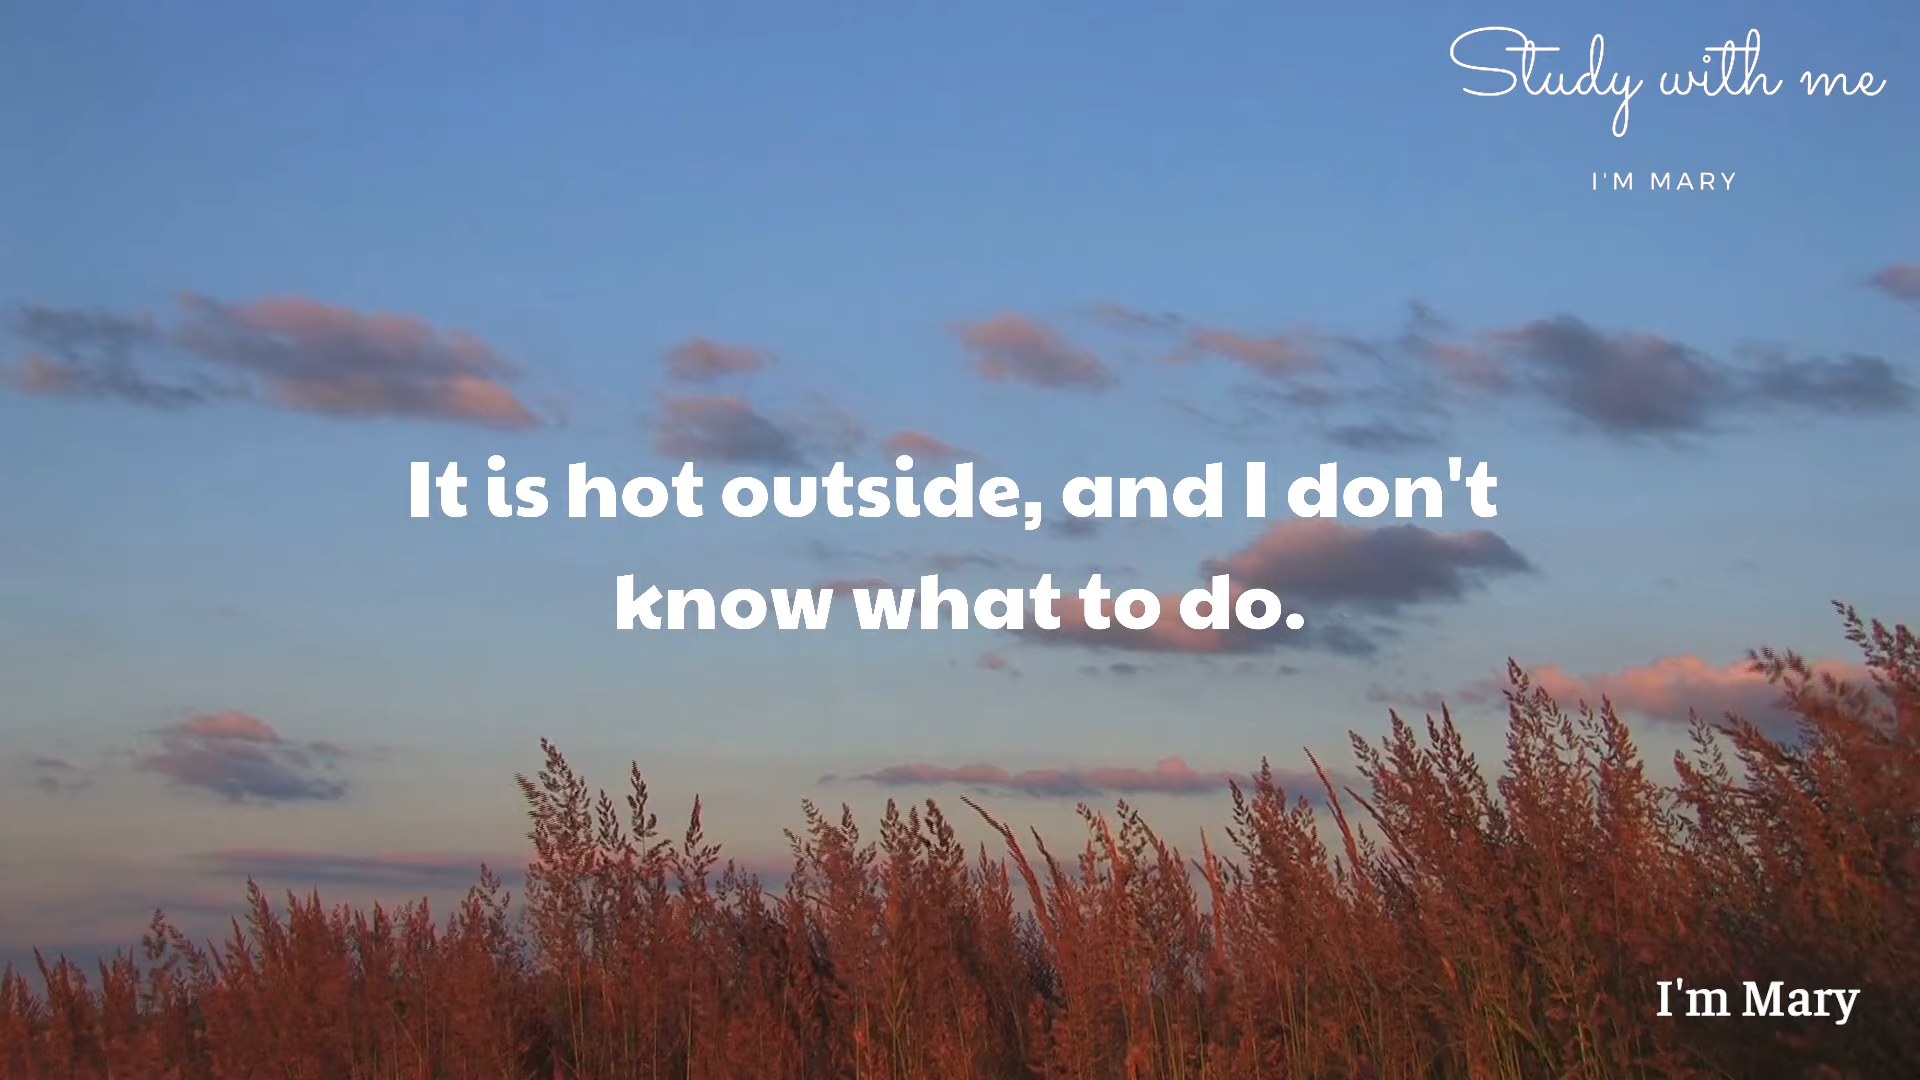 Study with me
I'M MARY
It is hot outside, and I don't
know what to do.
I'm Mary